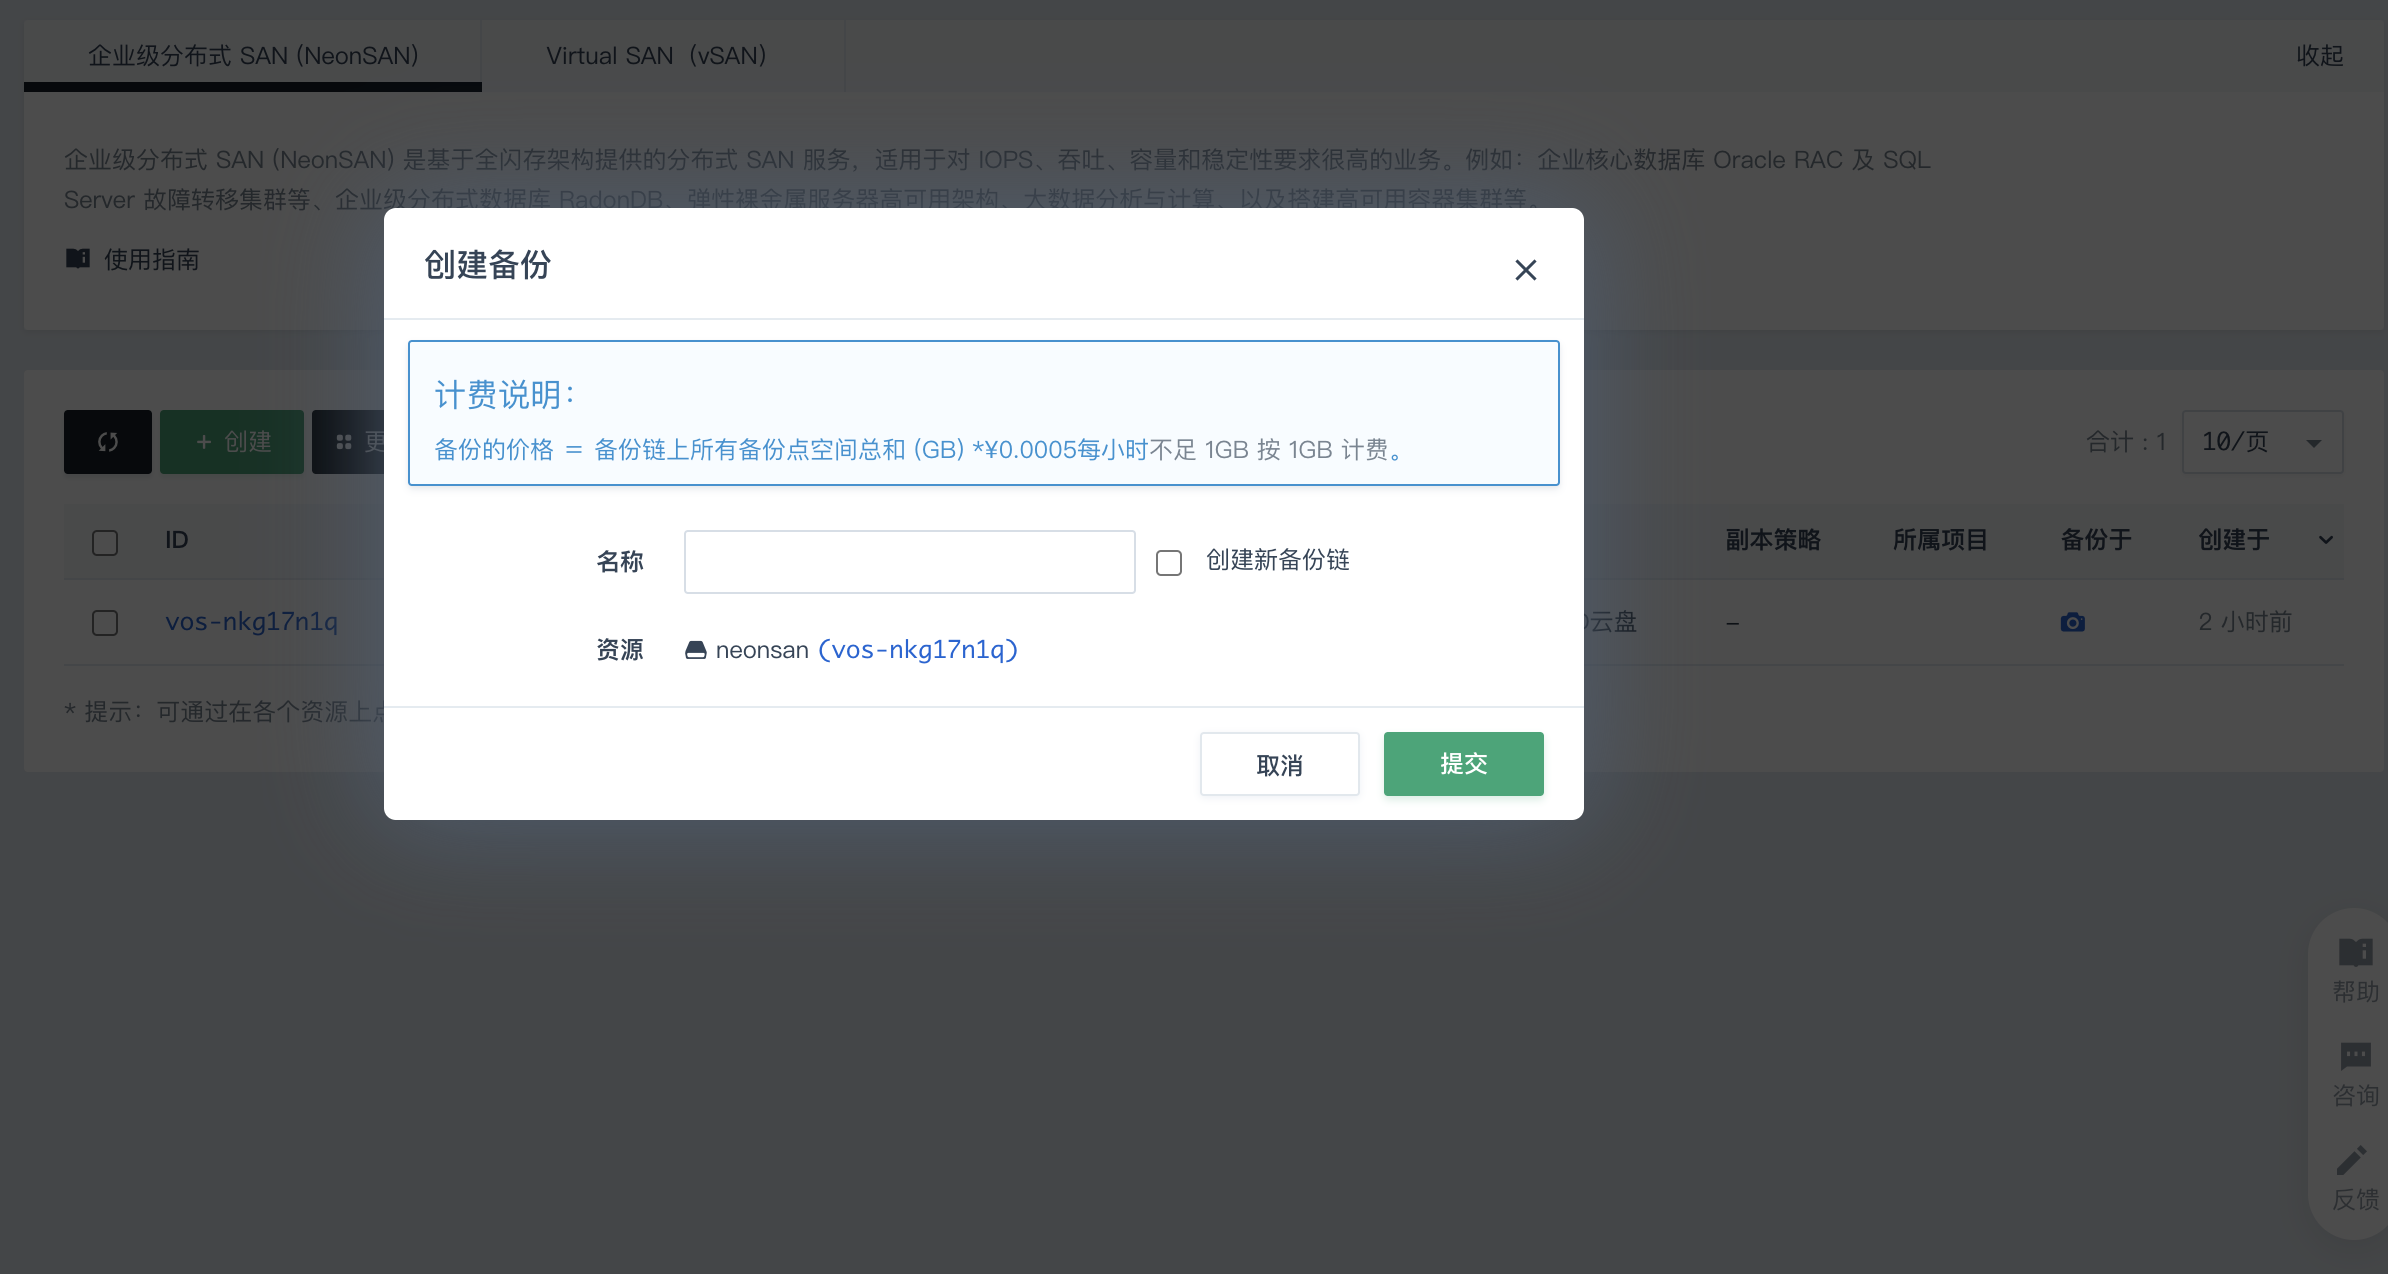 企业级分布式 SAN (NeonSAN)
Virtual SAN（vSAN）
收起
企业级分布式 SAN (NeonSAN) 是基于全闪存架构提供的分布式 SAN 服务，适用于对 IOPS、吞吐、容量和稳定性要求很高的业务。例如：企业核心数据库 Oracle RAC 及 SQL
Server 故障转移集群等、企业级分布式数据库 RadonDB、弹性裸金属服务器高可用架构、大数据分析与计算、以及搭建高可用容器集群等。
使用指南
创建备份
计费说明：
备份的价格 = 备份链上所有备份点空间总和 (GB) *¥0.0005每小时不足 1GB 按 1GB 计费。
名称
创建新备份链
资源
neonsan (vos-nkg17n1q)
取消
提交
+ 创建
更
合计 : 1
10/页
ID
副本策略
所属项目
备份于
创建于
vos-nkg17n1q
云盘
–
2 小时前
* 提示：可通过在各个资源上
帮助
咨询
反馈